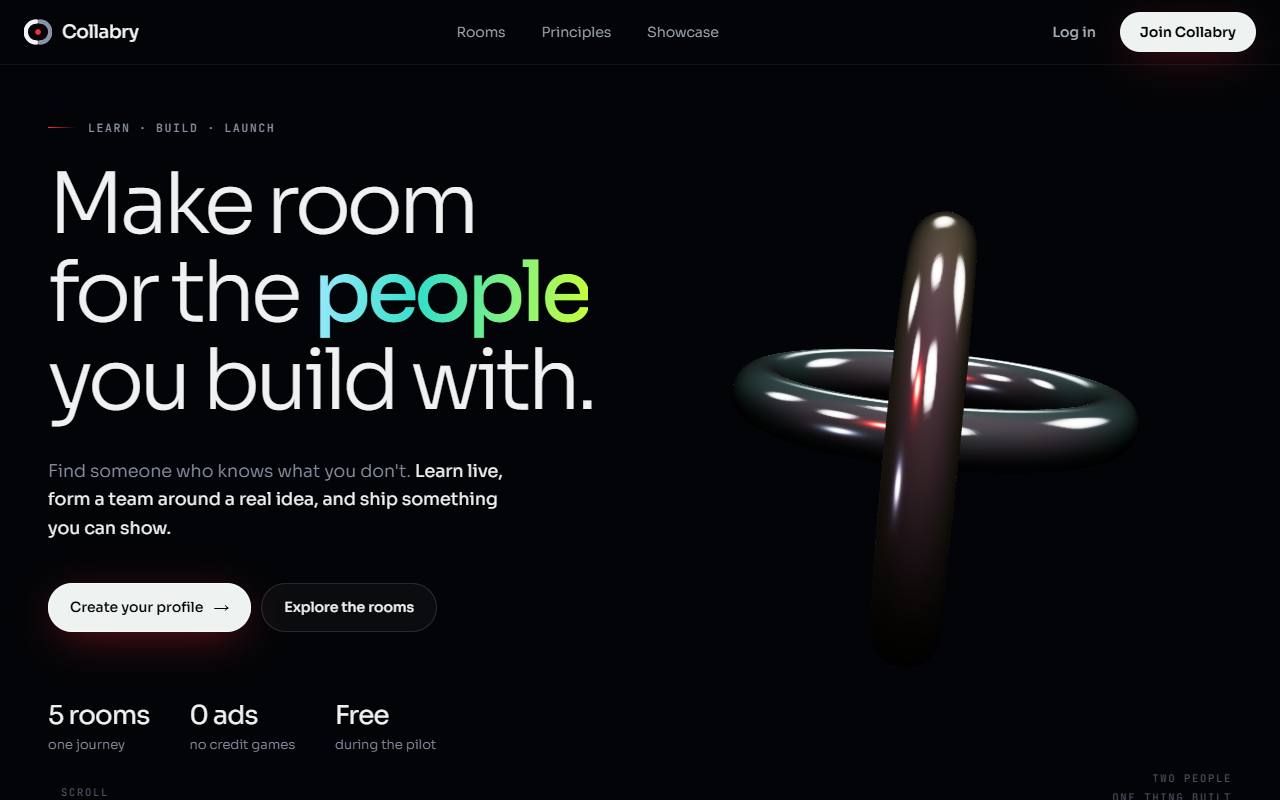 Collabry
Rooms
Principles
Showcase
Log in
Join Collabry
LEARN · BUILD · LAUNCH
Make room
for the people
you build with.
Find someone who knows what you don't. Learn live,
form a team around a real idea, and ship something
you can show.
Create your profile →
Explore the rooms
5 rooms
one journey
0 ads
no credit games
Free
during the pilot
SCROLL
TWO PEOPLE
ONE THING BUILT